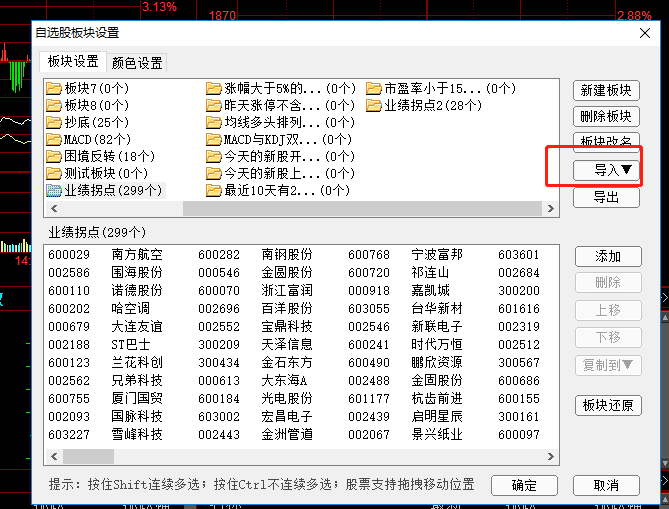 3.13%
1870
2.88%
自选股板块设置
板块设置 颜色设置
板块7(0个) 涨幅大于5%的...(0个) 市盈率小于15...(0个)
板块8(0个) 昨天涨停不含...(0个) 业绩拐点2(28个)
抄底(25个) 均线多头排列...(0个)
MACD(82个) MACD与KDJ双...(0个)
困境反转(18个) 今天的新股开...(0个)
测试板块(0个) 今天的新股上...(0个)
业绩拐点(299个) 最近10天有2...(0个)
新建板块
删除板块
板块改名
导入▼
导出
业绩拐点(299个)
600029 南方航空 600282 南钢股份 600768 宁波富邦 603601
002586 围海股份 000546 金圆股份 600720 祁连山 002684
600110 诺德股份 600070 浙江富润 000918 嘉凯城 300200
600202 哈空调 002696 百洋股份 603055 台华新材 601616
000679 大连友谊 002552 宝鼎科技 002546 新联电子 002319
002188 ST巴士 300209 天泽信息 600241 时代万恒 002512
600123 兰花科创 300434 金石东方 600490 鹏欣资源 300567
002562 兄弟科技 000613 大东海A 002488 金固股份 600686
600755 厦门国贸 600184 光电股份 601177 杭齿前进 600155
002093 国脉科技 603002 宏昌电子 002439 启明星辰 300161
603227 雪峰科技 002443 金洲管道 002067 景兴纸业 600097
添加
删除
上移
下移
复制到▼
板块还原
提示：按住Shift连续多选；按住Ctrl不连续多选；股票支持拖拽移动位置
确定 取消
14: